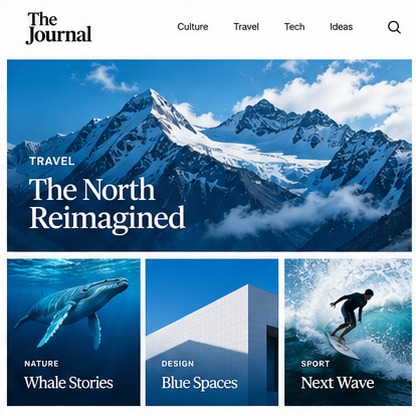 The
Journal
Culture Travel Tech Ideas
TRAVEL
The North
Reimagined
NATURE
Whale Stories
DESIGN
Blue Spaces
SPORT
Next Wave